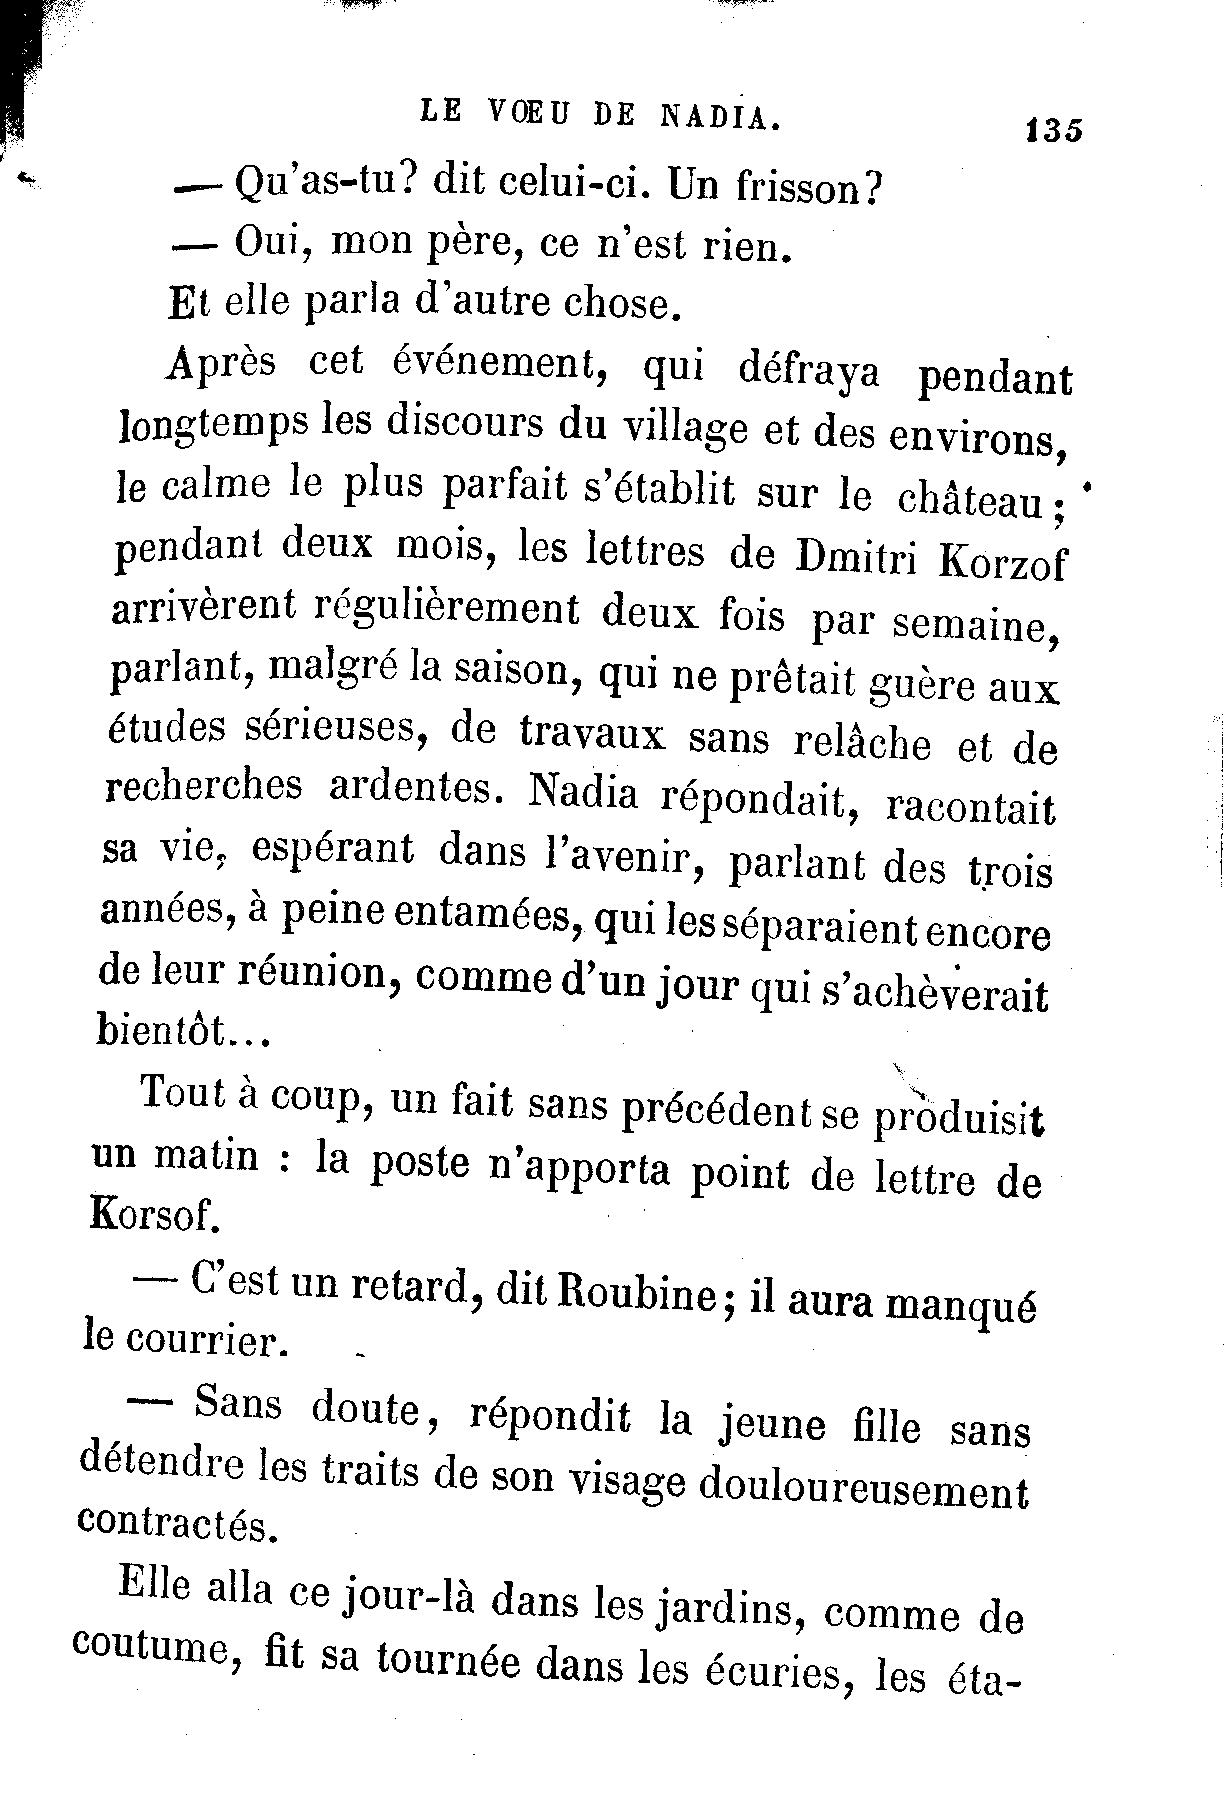 LE VŒU DE NADIA.
135
— Qu'as-tu? dit celui-ci. Un frisson?
— Oui, mon père, ce n'est rien.
Et elle parla d'autre chose.
Après cet événement, qui défraya pendant
longtemps les discours du village et des environs,
le calme le plus parfait s'établit sur le château;
pendant deux mois, les lettres de Dmitri Korzof
arrivèrent régulièrement deux fois par semaine,
parlant, malgré la saison, qui ne prêtait guère aux
études sérieuses, de travaux sans relâche et de
recherches ardentes. Nadia répondait, racontait
sa vie, espérant dans l'avenir, parlant des trois
années, à peine entamées, qui les séparaient encore
de leur réunion, comme d'un jour qui s'achèverait
bientôt...
Tout à coup, un fait sans précédent se produisit
un matin : la poste n'apporta point de lettre de
Korsof.
— C'est un retard, dit Roubine; il aura manqué
le courrier.
— Sans doute, répondit la jeune fille sans
détendre les traits de son visage douloureusement
contractés.
Elle alla ce jour-là dans les jardins, comme de
coutume, fit sa tournée dans les écuries, les éta-